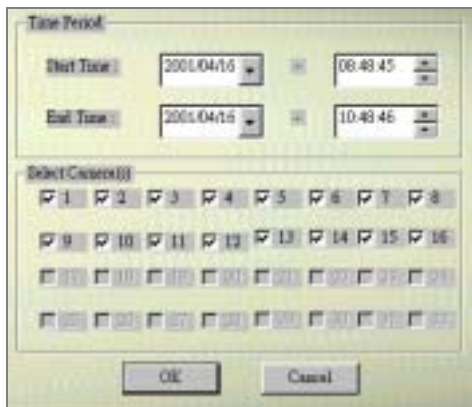 Time Period
Start Time : 2001/04/16 08:48:45
End Time : 2001/04/16 10:48:46
Select Camera(s)
1 2 3 4 5 6 7 8
9 10 11 12 13 14 15 16
OK Cancel